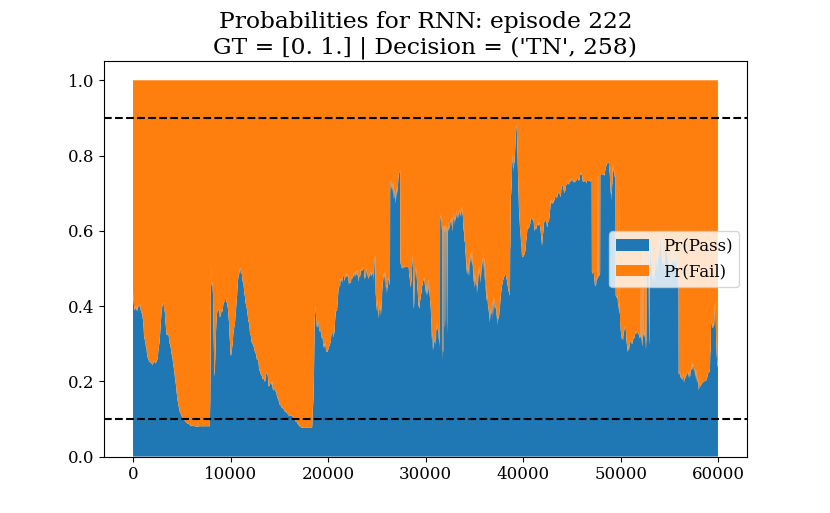 Probabilities for RNN: episode 222
GT = [0. 1.] | Decision = ('TN', 258)
1.0
0.8
0.6
0.4
0.2
0.0
Pr(Pass)
Pr(Fail)
0 10000 20000 30000 40000 50000 60000